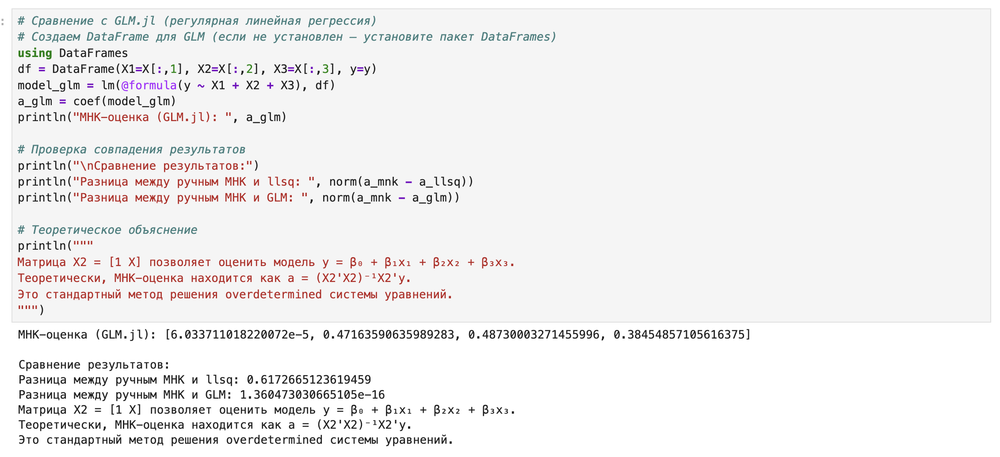 :
# Сравнение с GLM.jl (регулярная линейная регрессия)
# Создаем DataFrame для GLM (если не установлен — установите пакет DataFrames)
using DataFrames
df = DataFrame(X1=X[:,1], X2=X[:,2], X3=X[:,3], y=y)
model_glm = lm(@formula(y ~ X1 + X2 + X3), df)
a_glm = coef(model_glm)
println("МНК-оценка (GLM.jl): ", a_glm)
# Проверка совпадения результатов
println("\nСравнение результатов:")
println("Разница между ручным МНК и llsq: ", norm(a_mnk - a_llsq))
println("Разница между ручным МНК и GLM: ", norm(a_mnk - a_glm))
# Теоретическое объяснение
println("""
Матрица X2 = [1 X] позволяет оценить модель y = β₀ + β₁x₁ + β₂x₂ + β₃x₃.
Теоретически, МНК-оценка находится как a = (X2'X2)⁻¹X2'y.
Это стандартный метод решения overdetermined системы уравнений.
""")
МНК-оценка (GLM.jl): [6.033711018220072e-5, 0.47163590635989283, 0.48730003271455996, 0.38454857105616375]
Сравнение результатов:
Разница между ручным МНК и llsq: 0.6172665123619459
Разница между ручным МНК и GLM: 1.360473030665105e-16
Матрица X2 = [1 X] позволяет оценить модель y = β₀ + β₁x₁ + β₂x₂ + β₃x₃.
Теоретически, МНК-оценка находится как a = (X2'X2)⁻¹X2'y.
Это стандартный метод решения overdetermined системы уравнений.